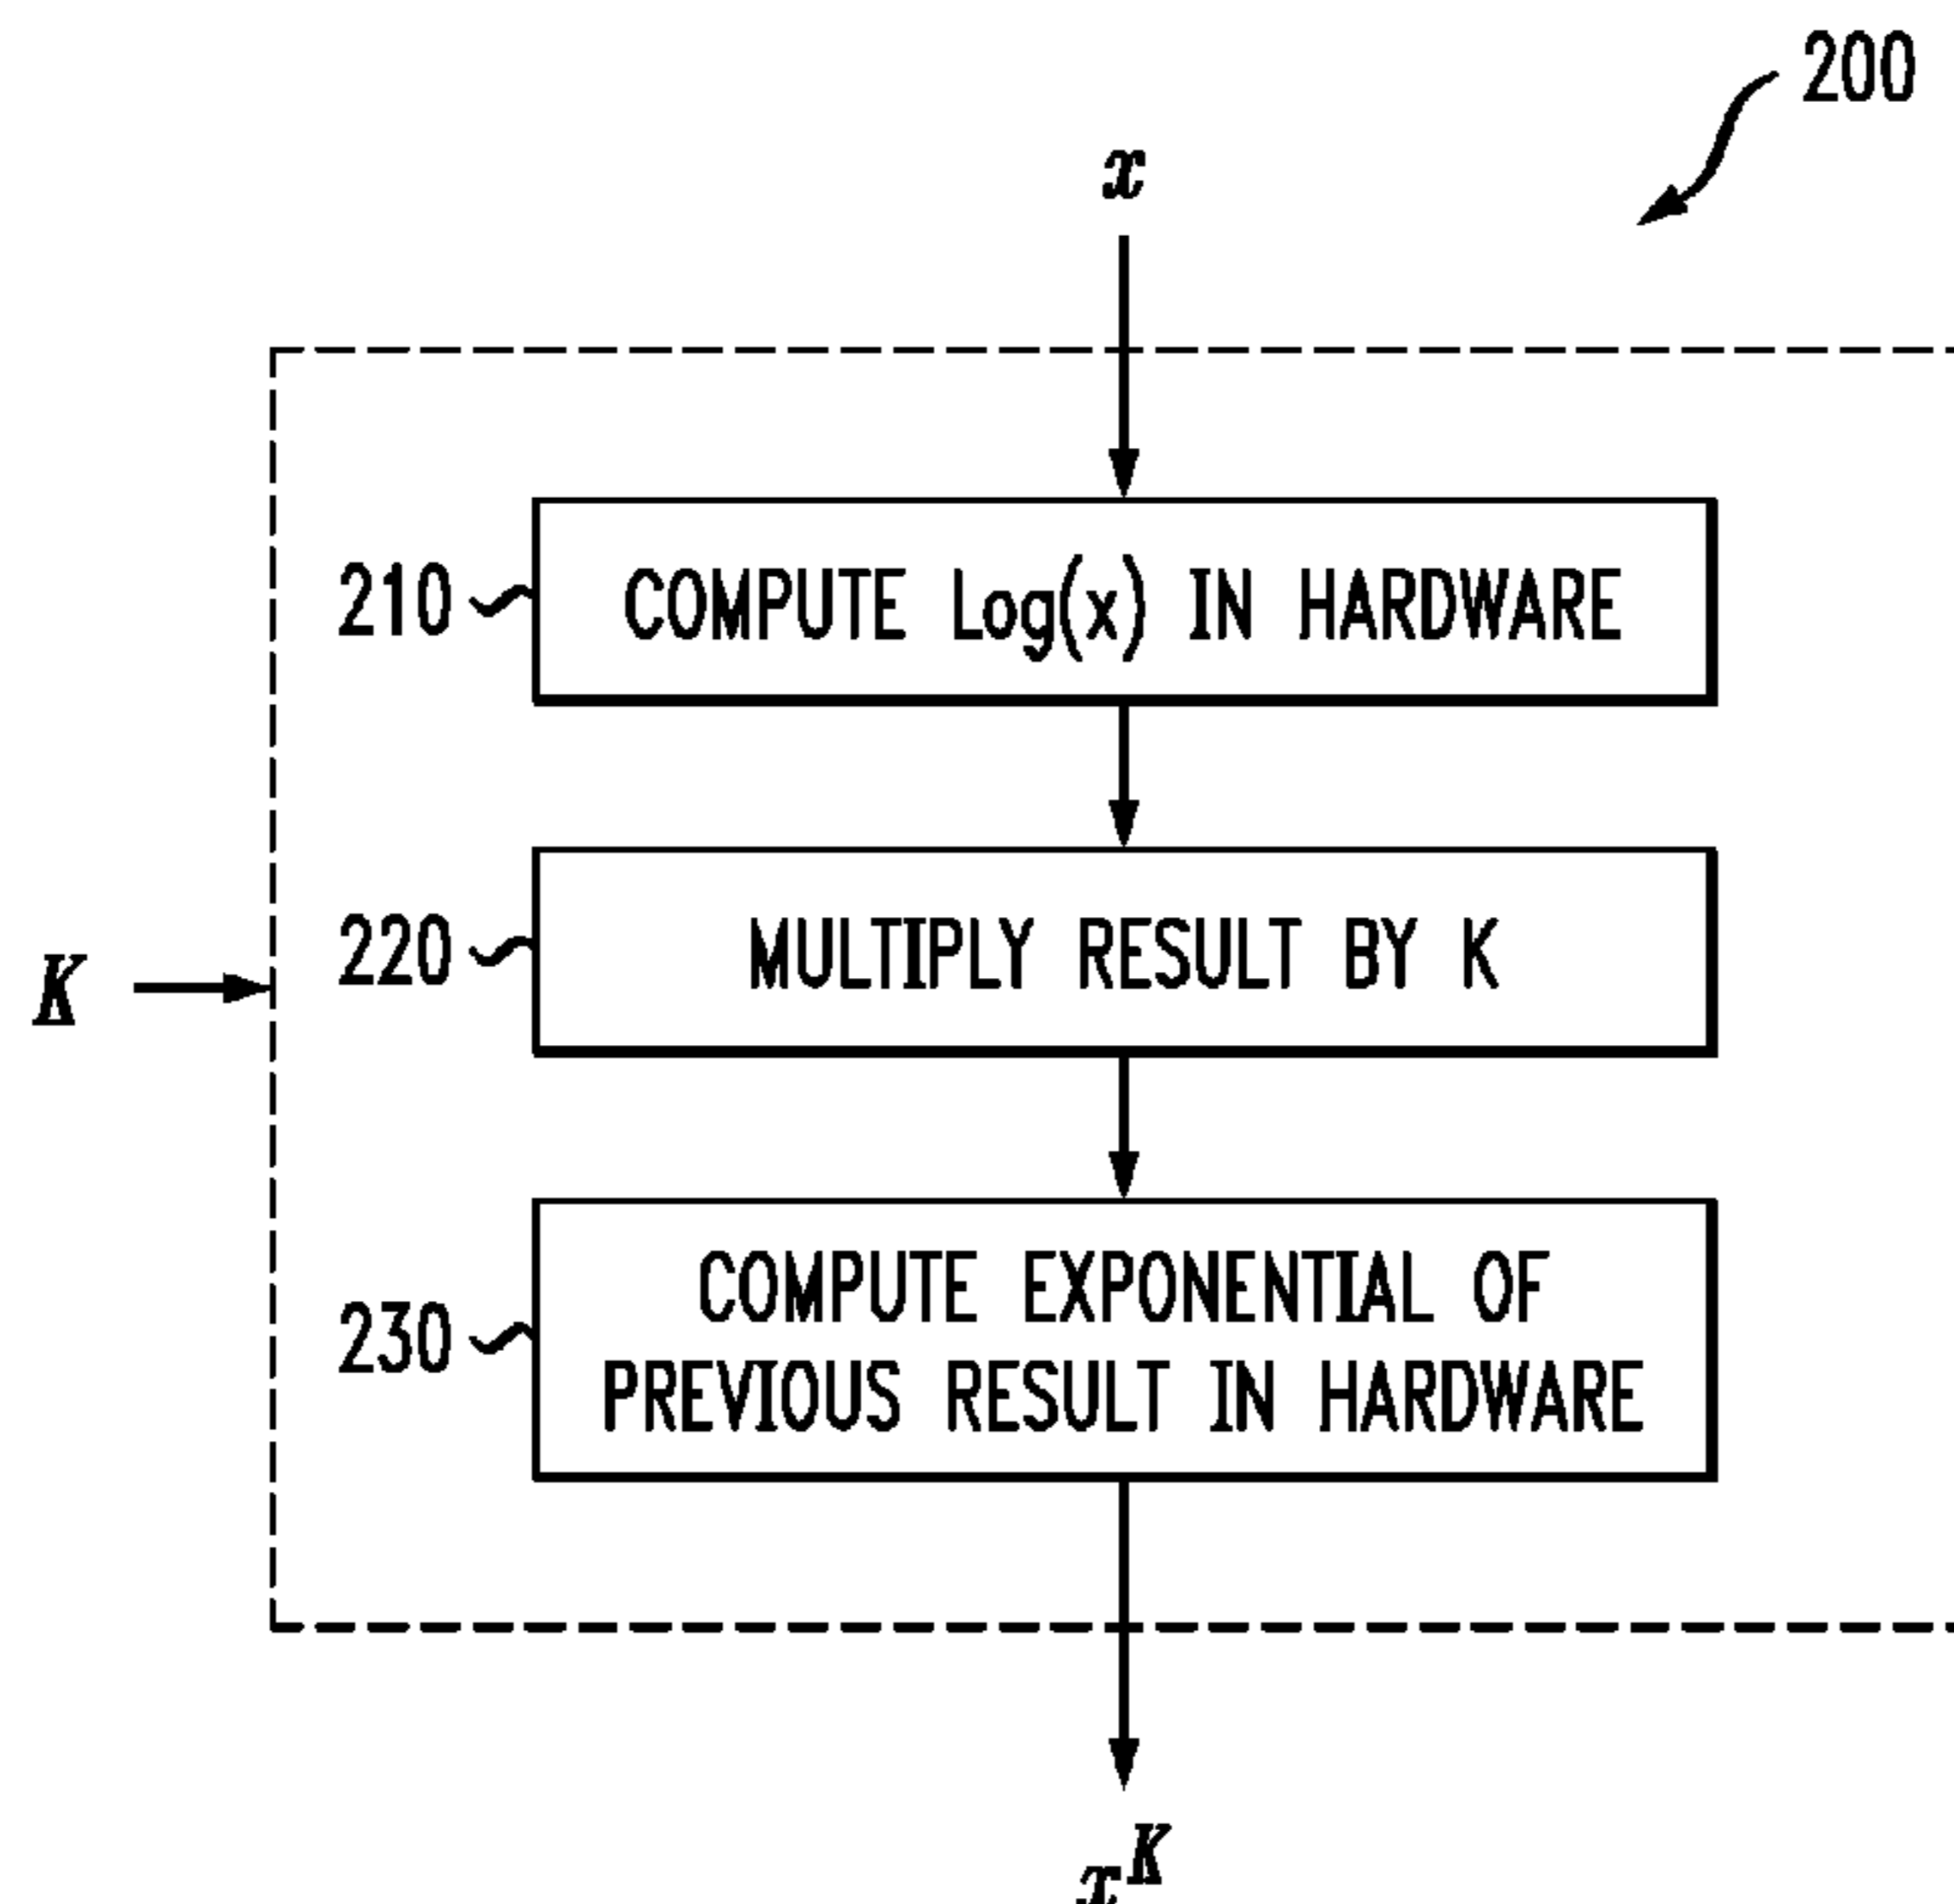 200
x
210 COMPUTE Log(x) IN HARDWARE
220 MULTIPLY RESULT BY K
K
230 COMPUTE EXPONENTIAL OF
PREVIOUS RESULT IN HARDWARE
x^K